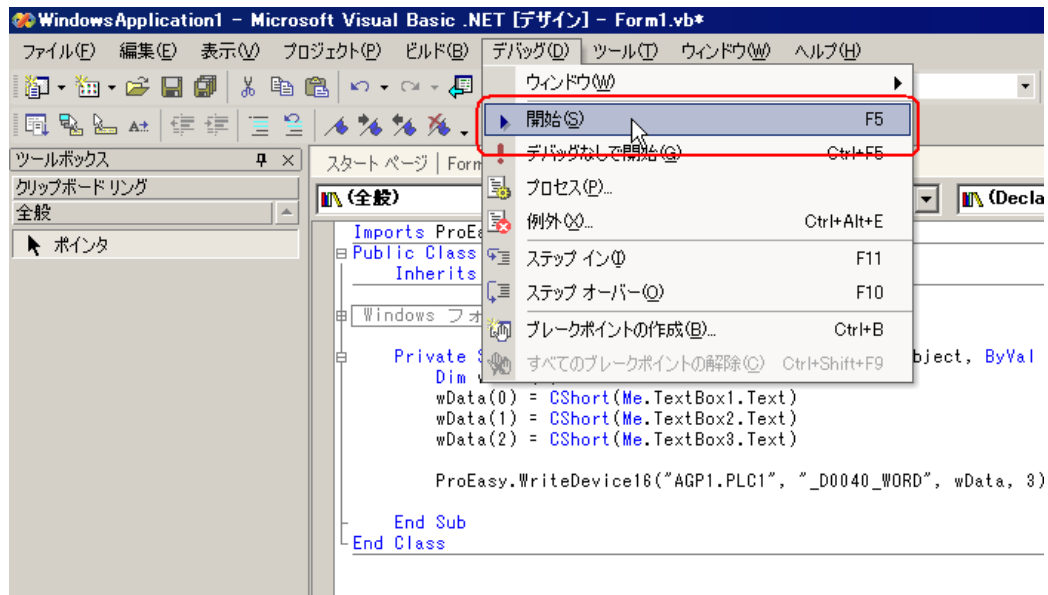 WindowsApplication1 - Microsoft Visual Basic .NET [デザイン] - Form1.vb*
ファイル(F) 編集(E) 表示(V) プロジェクト(P) ビルド(B) デバッグ(D) ツール(T) ウィンドウ(W) ヘルプ(H)
ウィンドウ(W)
開始(S) F5
デバッグなしで開始(G) Ctrl+F5
プロセス(P)...
例外(X)... Ctrl+Alt+E
ステップ イン(I) F11
ステップ オーバー(O) F10
ブレークポイントの作成(B)... Ctrl+B
すべてのブレークポイントの解除(C) Ctrl+Shift+F9
ツールボックス
クリップボード リング
全般
ポインタ
スタート ページ Form
(全般) (Decla
Imports ProEa
Public Class
Inherits
Windows フォ
Private bject, ByVal
Dim
wData(0) = CShort(Me.TextBox1.Text)
wData(1) = CShort(Me.TextBox2.Text)
wData(2) = CShort(Me.TextBox3.Text)
ProEasy.WriteDevice16("AGP1.PLC1", "_D0040_WORD", wData, 3)
End Sub
End Class